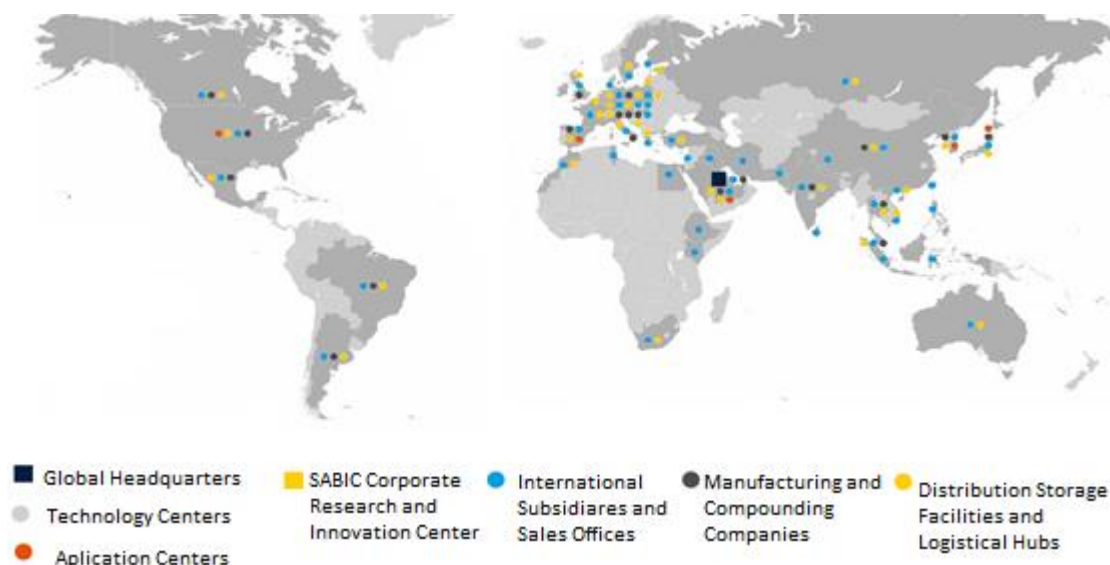 Global Headquarters
Technology Centers
Aplication Centers
SABIC Corporate
Research and
Innovation Center
International
Subsidiares and
Sales Offices
Manufacturing and
Compounding
Companies
Distribution Storage
Facilities and
Logistical Hubs